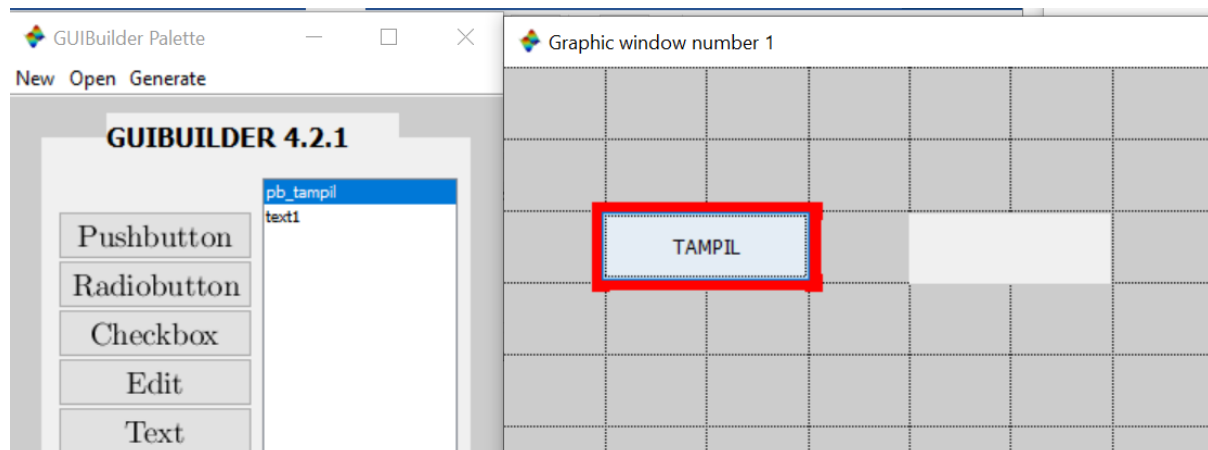 GUIBuilder Palette
New Open Generate
GUIBUILDER 4.2.1
pb_tampil
text1
Pushbutton
Radiobutton
Checkbox
Edit
Text
Graphic window number 1
TAMPIL